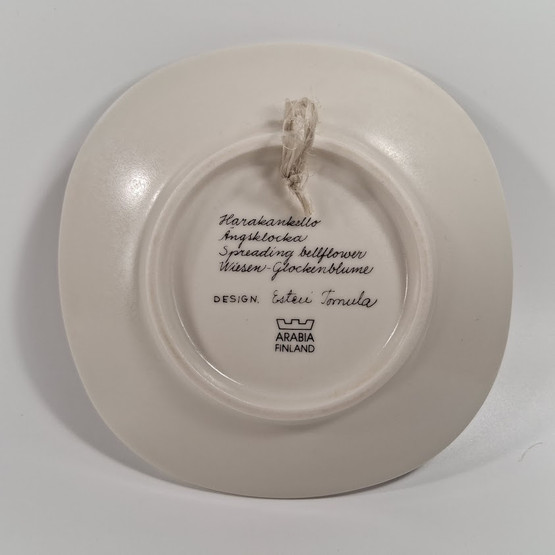 Harakankello
Ängsklocka
Spreading bellflower
Wiesen-Glockenblume
DESIGN. Esteri Tomula
ARABIA
FINLAND